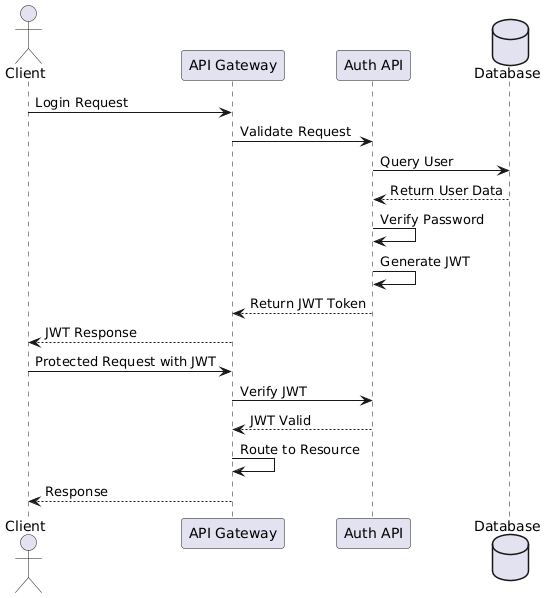 Client
API Gateway
Auth API
Database
Login Request
Validate Request
Query User
Return User Data
Verify Password
Generate JWT
Return JWT Token
JWT Response
Protected Request with JWT
Verify JWT
JWT Valid
Route to Resource
Response
Client
API Gateway
Auth API
Database